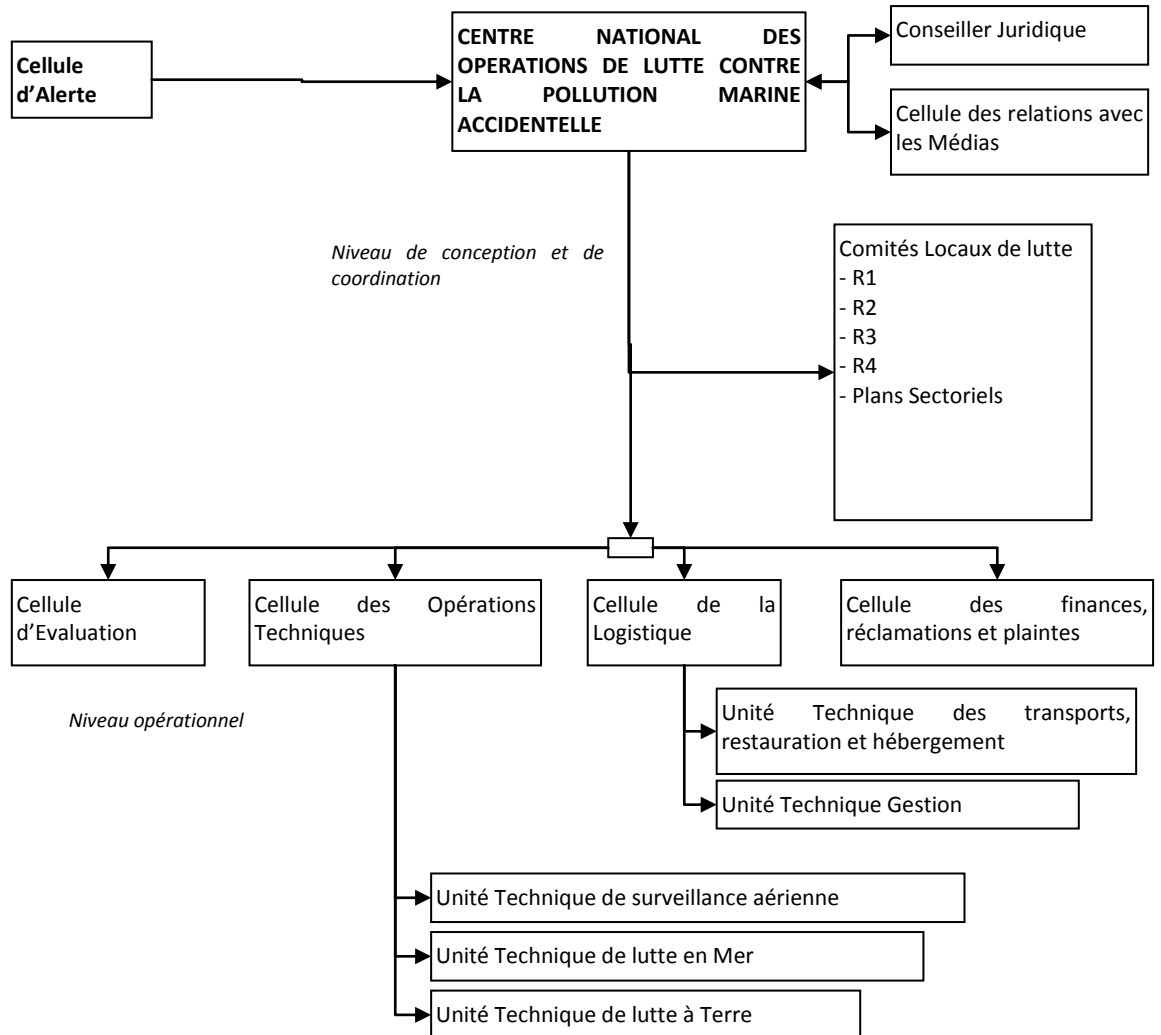 Cellule
d'Alerte
CENTRE NATIONAL DES
OPERATIONS DE LUTTE CONTRE
LA POLLUTION MARINE
ACCIDENTELLE
Conseiller Juridique
Cellule des relations avec
les Médias
Niveau de conception et de
coordination
Comités Locaux de lutte
- R1
- R2
- R3
- R4
- Plans Sectoriels
Cellule
d'Evaluation
Cellule des Opérations
Techniques
Cellule de la
Logistique
Cellule des finances,
réclamations et plaintes
Niveau opérationnel
Unité Technique des transports,
restauration et hébergement
Unité Technique Gestion
Unité Technique de surveillance aérienne
Unité Technique de lutte en Mer
Unité Technique de lutte à Terre